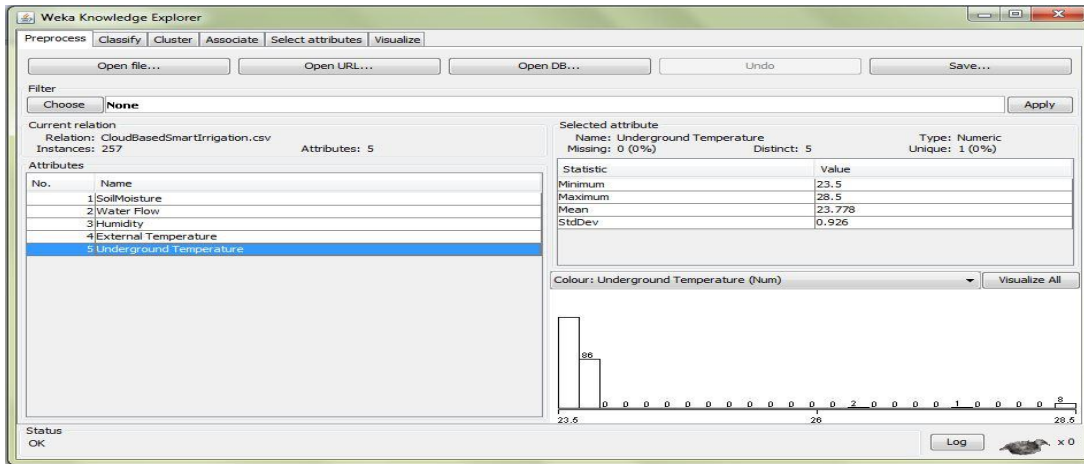 Weka Knowledge Explorer
Preprocess Classify Cluster Associate Select attributes Visualize
Open file... Open URL... Open DB... Undo Save...
Filter
Choose None Apply
Current relation
Relation: CloudBasedSmartIrrigation.csv
Instances: 257 Attributes: 5
Attributes
No. Name
1 SoilMoisture
2 Water Flow
3 Humidity
4 External Temperature
5 Underground Temperature
Selected attribute
Name: Underground Temperature Type: Numeric
Missing: 0 (0%) Distinct: 5 Unique: 1 (0%)
Statistic Value
Minimum 23.5
Maximum 28.5
Mean 23.778
StdDev 0.926
Colour: Underground Temperature (Num) Visualize All
86
0 0 0 0 0 0 0 0 0 0 0 2 0 0 0 0 1 0 0 0 0 8
23.5 26 28.5
Status
OK Log x 0